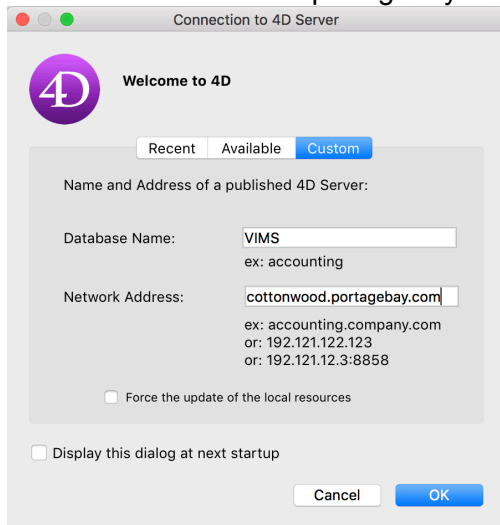 Connection to 4D Server
4D
Welcome to 4D
Recent Available Custom
Name and Address of a published 4D Server:
Database Name: VIMS
ex: accounting
Network Address: cottonwood.portagebay.com
ex: accounting.company.com
or: 192.121.122.123
or: 192.121.12.3:8858
Force the update of the local resources
Display this dialog at next startup
Cancel OK